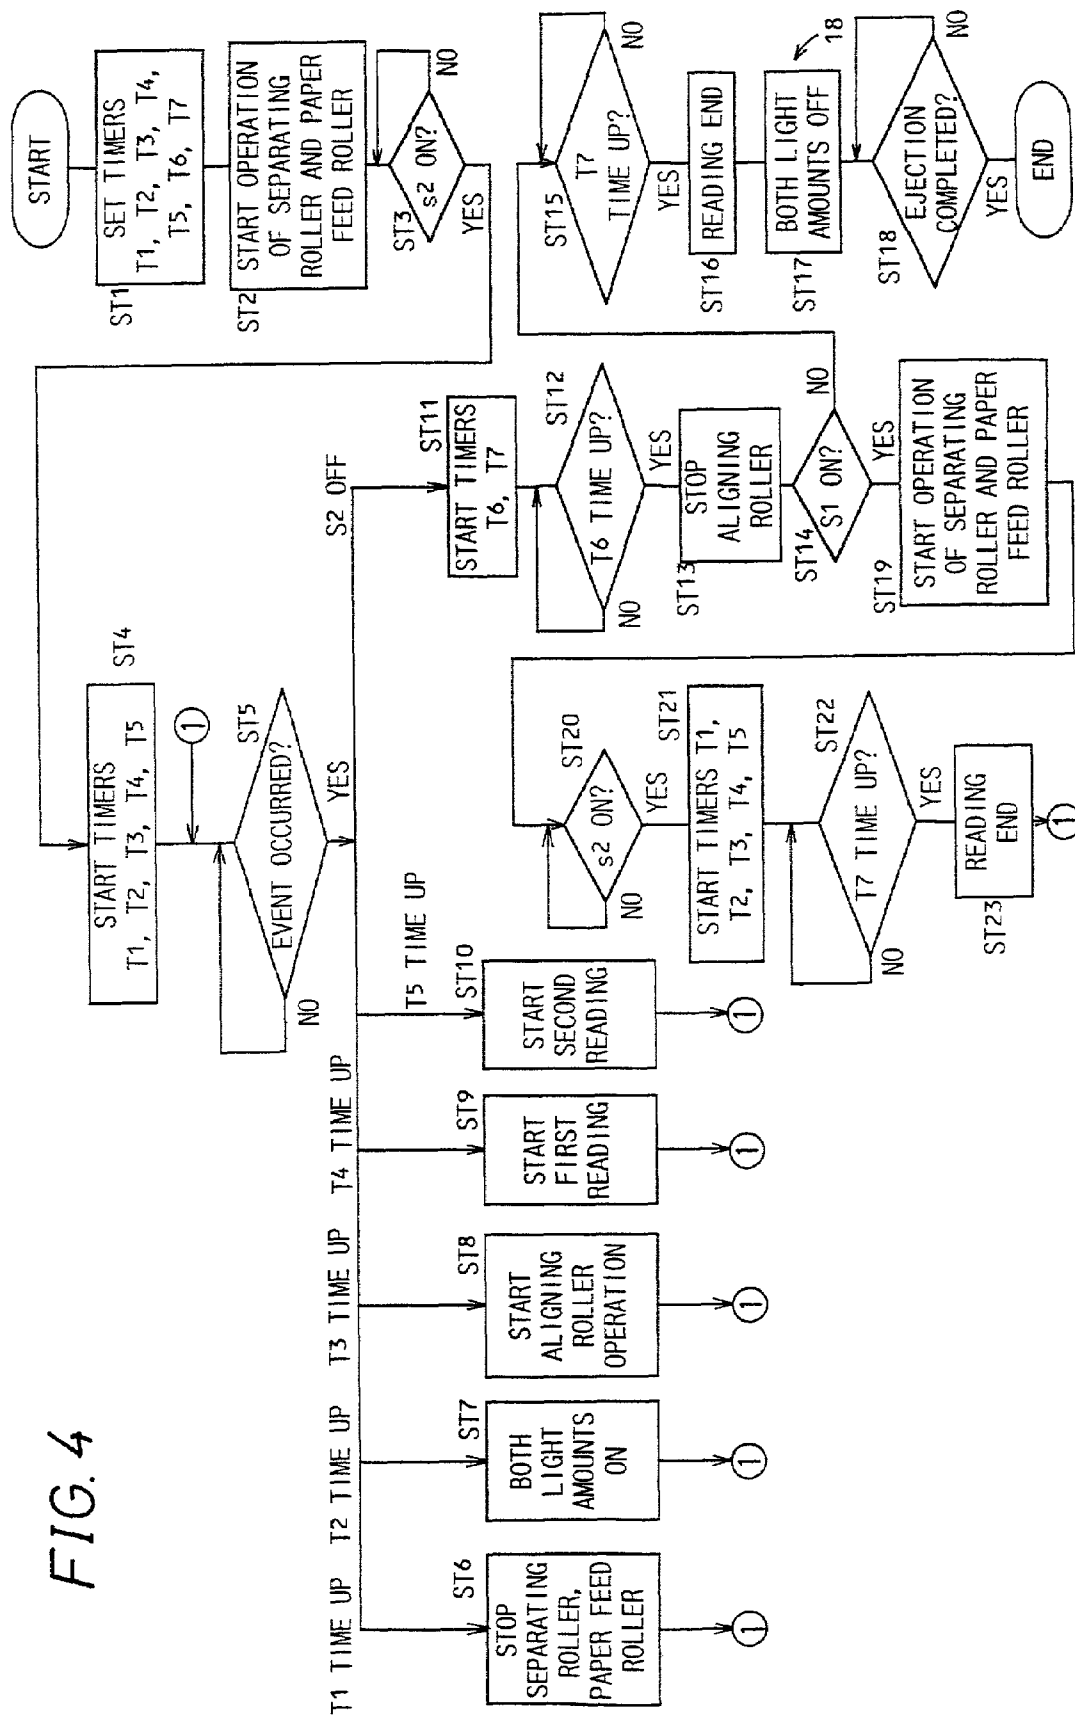 FIG. 4
START
ST1
SET TIMERS
T1, T2, T3, T4,
T5, T6, T7
ST2
START OPERATION
OF SEPARATING
ROLLER AND PAPER
FEED ROLLER
ST3
s2 ON?
NO
YES
ST4
START TIMERS
T1, T2, T3, T4, T5
1
ST5
EVENT OCCURRED?
NO
YES
T1 TIME UP
T2 TIME UP
T3 TIME UP
T4 TIME UP
T5 TIME UP
S2 OFF
ST6
STOP
SEPARATING
ROLLER,
PAPER FEED
ROLLER
1
ST7
BOTH
LIGHT
AMOUNTS
ON
1
ST8
START
ALIGNING
ROLLER
OPERATION
1
ST9
START
FIRST
READING
1
ST10
START
SECOND
READING
1
ST11
START TIMERS
T6, T7
ST12
T6 TIME UP?
NO
YES
ST13
STOP
ALIGNING
ROLLER
ST14
S1 ON?
NO
YES
ST15
T7
TIME UP?
NO
YES
ST16
READING END
ST17
BOTH LIGHT
AMOUNTS OFF
18
ST18
EJECTION
COMPLETED?
NO
YES
END
ST19
START OPERATION
OF SEPARATING
ROLLER AND PAPER
FEED ROLLER
ST20
s2 ON?
NO
YES
ST21
START TIMERS T1,
T2, T3, T4, T5
ST22
T7 TIME UP?
NO
YES
ST23
READING
END
1